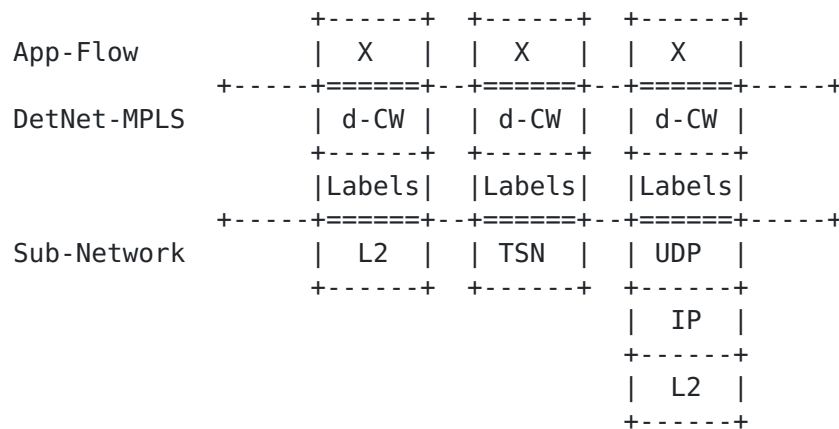 +------+  +------+  +------+
App-Flow            |  X   |  |  X   |  |  X   |
              +-----+======+--+======+--+======+-----+
DetNet-MPLS         | d-CW |  | d-CW |  | d-CW |
                    +------+  +------+  +------+
                    |Labels|  |Labels|  |Labels|
              +-----+======+--+======+--+======+-----+
Sub-Network         |  L2  |  | TSN  |  | UDP  |
                    +------+  +------+  +------+
                                        |  IP  |
                                        +------+
                                        |  L2  |
                                        +------+